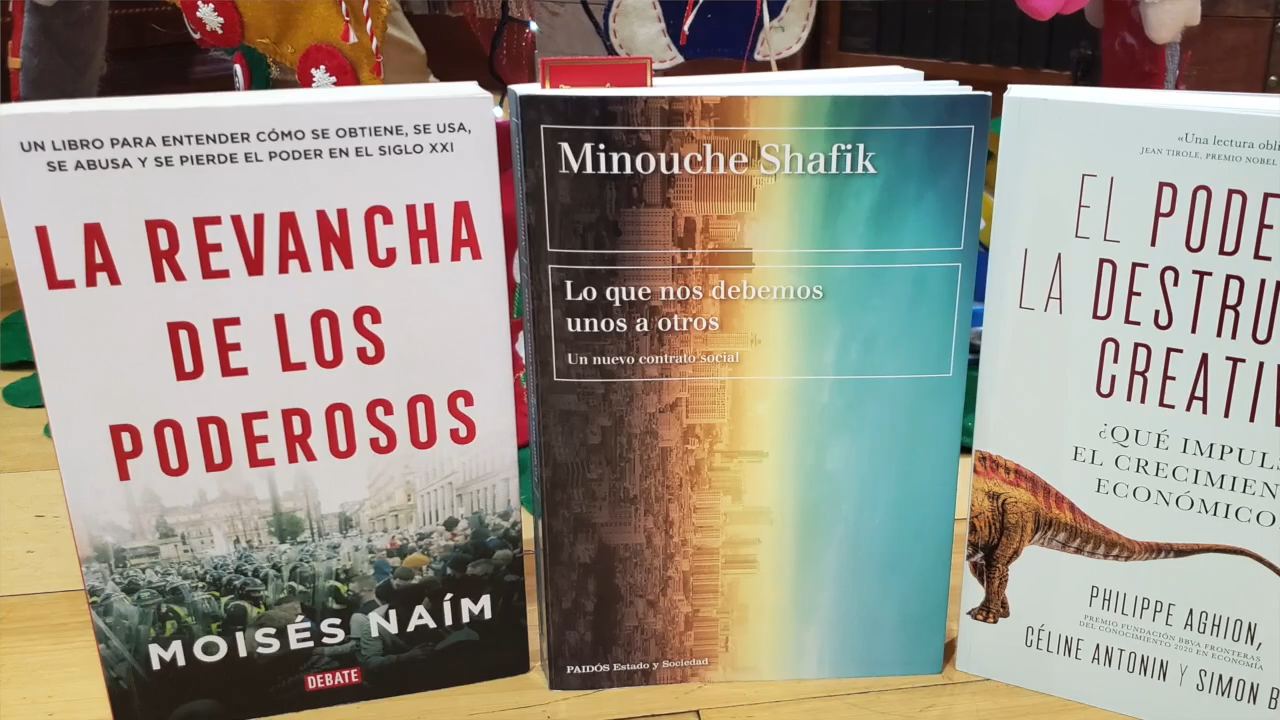 UN LIBRO PARA ENTENDER CÓMO SE OBTIENE, SE USA,
SE ABUSA Y SE PIERDE EL PODER EN EL SIGLO XXI
LA REVANCHA
DE LOS
PODEROSOS
MOISÉS NAÍM
DEBATE
Minouche Shafik
Lo que nos debemos
unos a otros
Un nuevo contrato social
PAIDÓS Estado y Sociedad
«Una lectura obli
JEAN TIROLE, PREMIO NOBEL
EL PODE
LA DESTRU
CREATIV
¿QUÉ IMPULS
EL CRECIMIEN
ECONÓMICO
PHILIPPE AGHION,
PREMIO FUNDACIÓN BBVA FRONTERAS
DEL CONOCIMIENTO 2020 EN ECONOMÍA
CÉLINE ANTONIN Y SIMON B